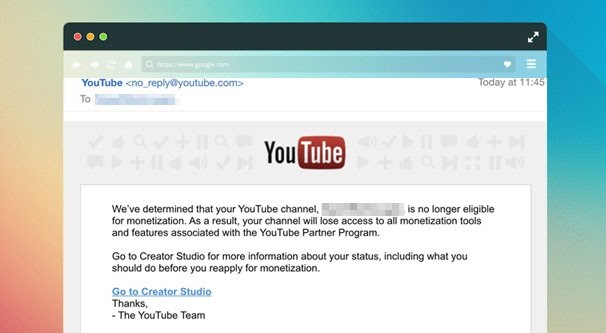 https://www.google.com
YouTube <no_reply@youtube.com>
Today at 11:45
To
YouTube
We've determined that your YouTube channel, is no longer eligible
for monetization. As a result, your channel will lose access to all monetization tools
and features associated with the YouTube Partner Program.
Go to Creator Studio for more information about your status, including what you
should do before you reapply for monetization.
Go to Creator Studio
Thanks,
- The YouTube Team